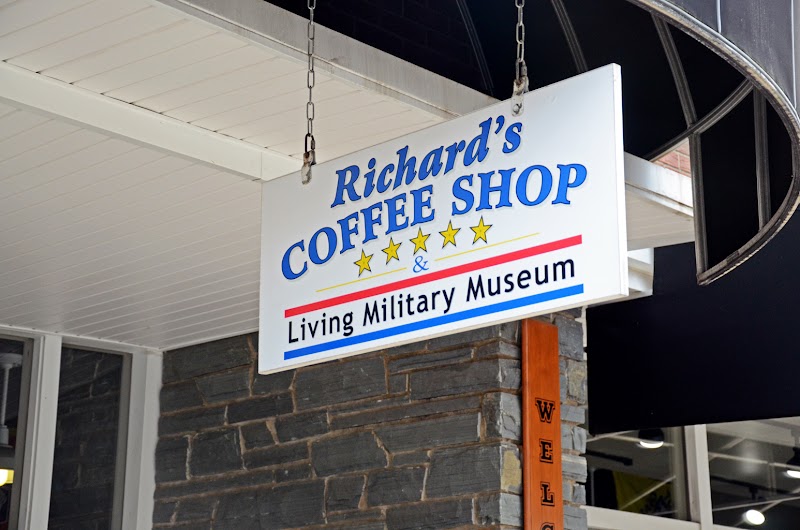 Richard's
COFFEE SHOP
&
Living Military Museum